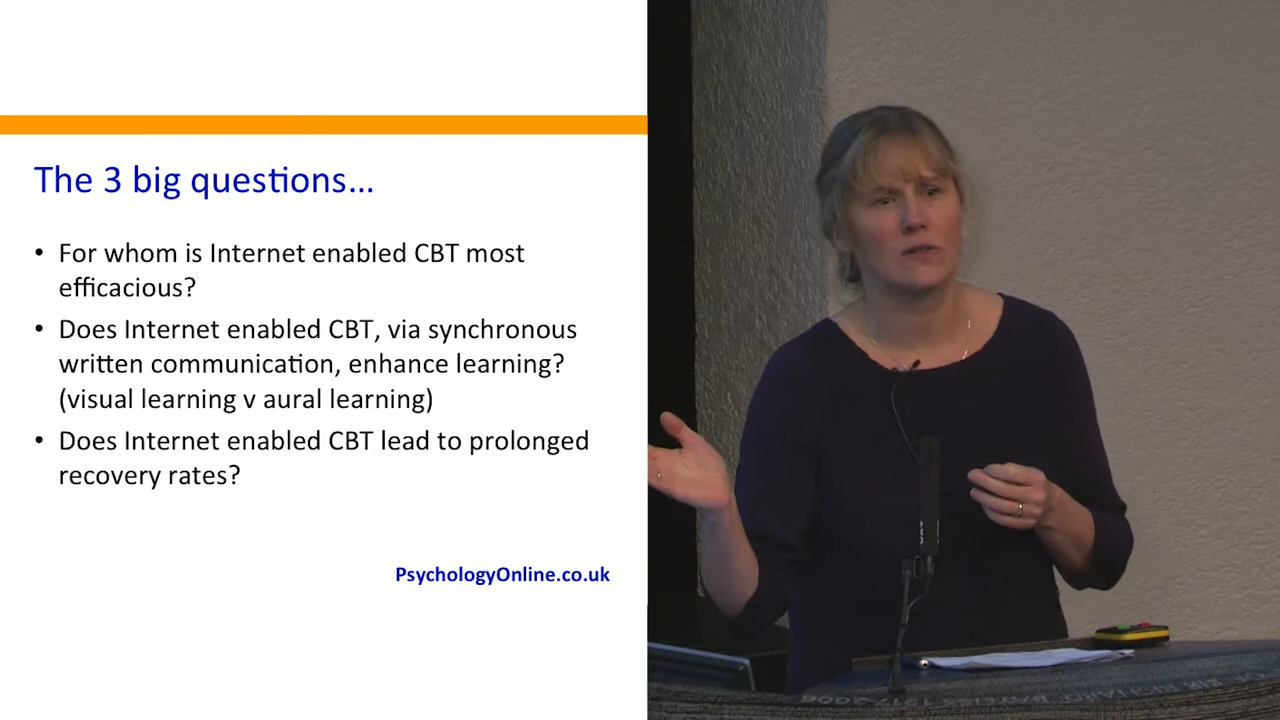 The 3 big questions...
• For whom is Internet enabled CBT most
efficacious?
• Does Internet enabled CBT, via synchronous
written communication, enhance learning?
(visual learning v aural learning)
• Does Internet enabled CBT lead to prolonged
recovery rates?
PsychologyOnline.co.uk